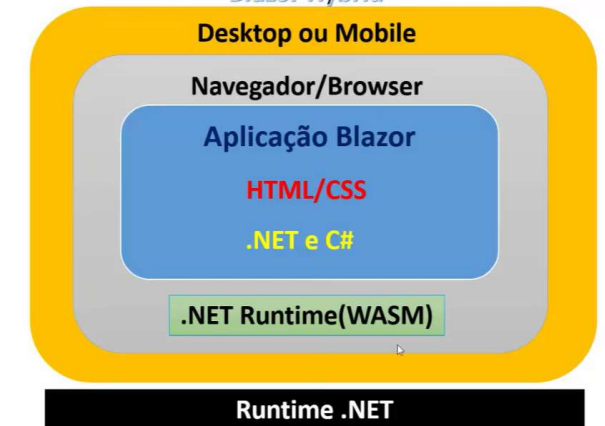 Desktop ou Mobile
Navegador/Browser
Aplicação Blazor
HTML/CSS
.NET e C#
.NET Runtime(WASM)
Runtime .NET